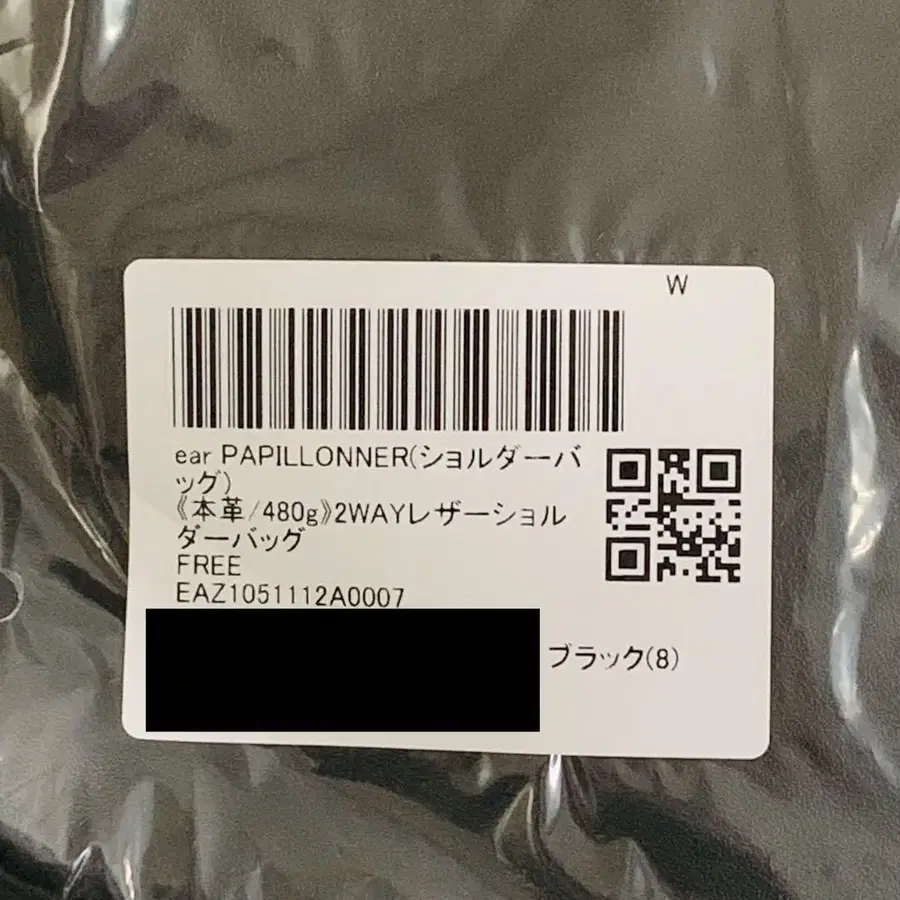 W
ear PAPILLONNER(ショルダーバ
ッグ)
《本革/480g》2WAYレザーショル
ダーバッグ
FREE
EAZ1051112A0007
ブラック(8)